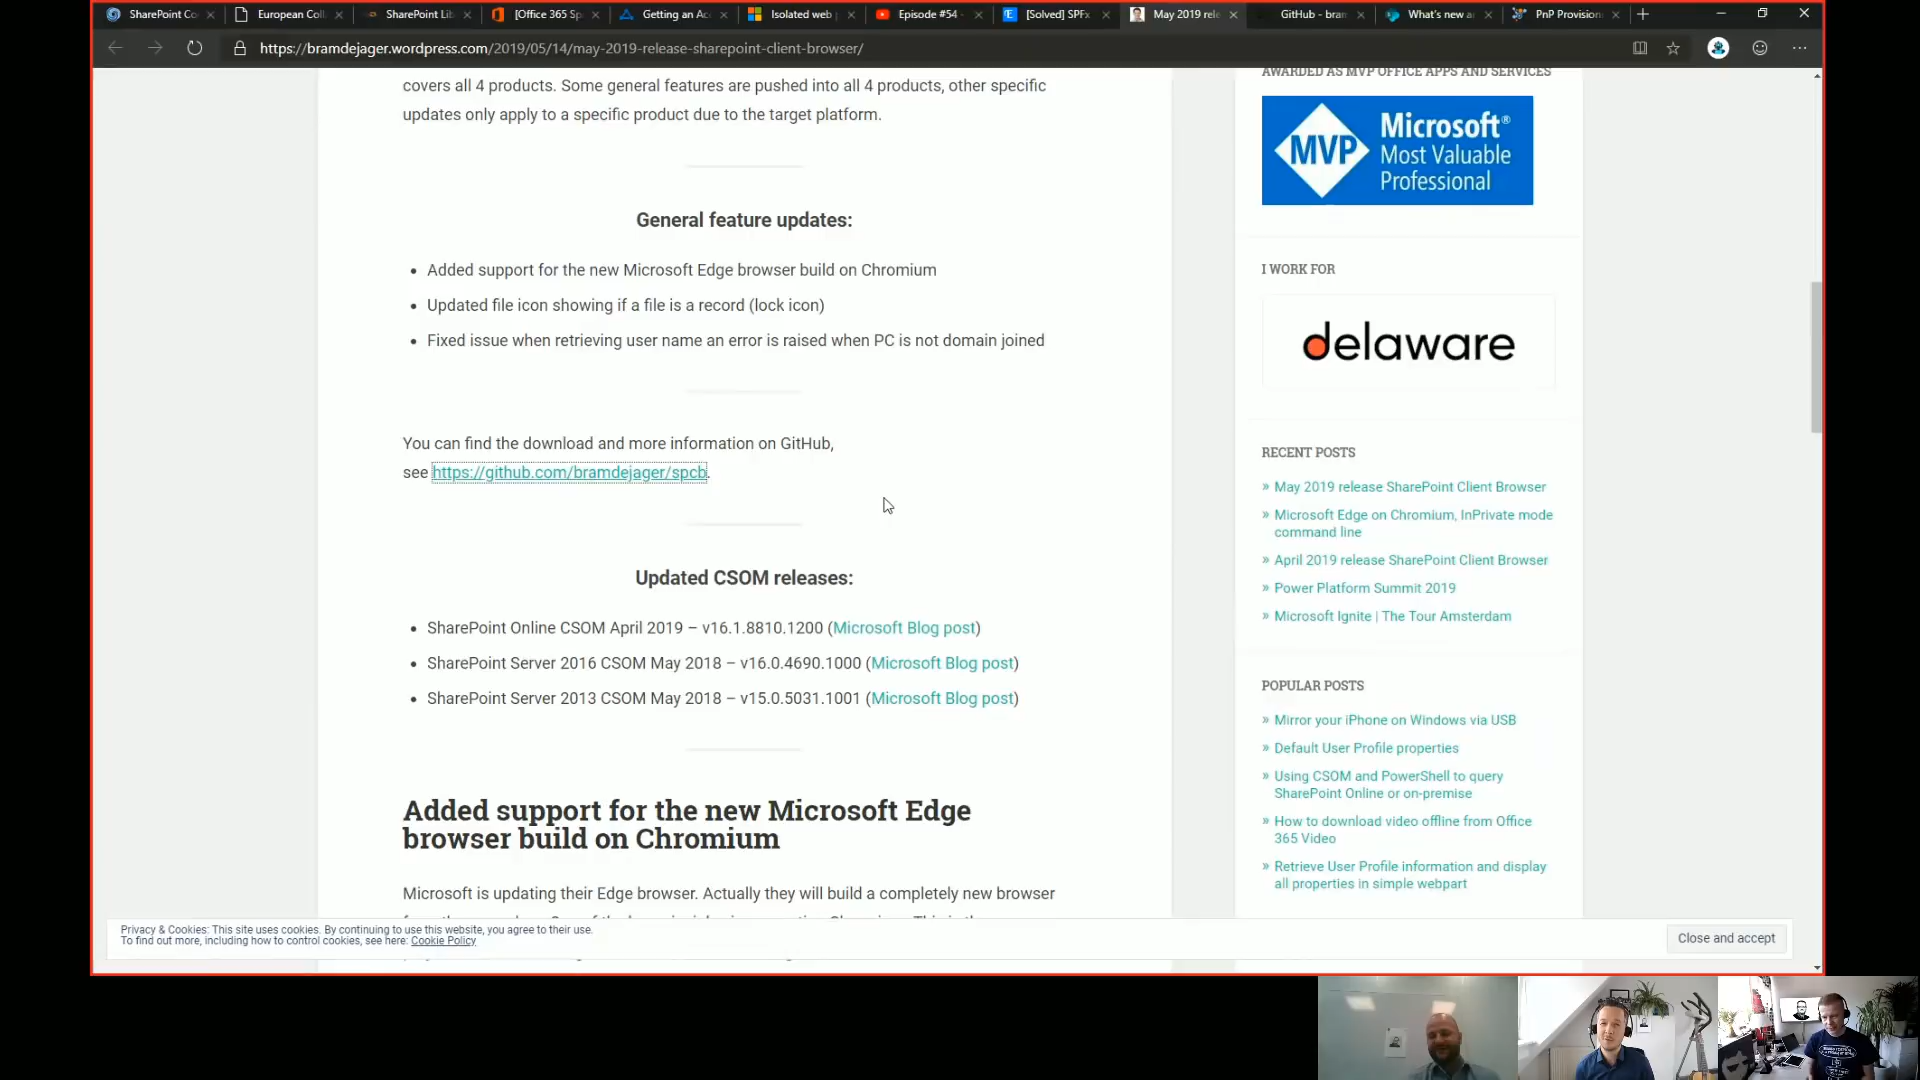 SharePoint Co
European Coll
SharePoint Lib
[Office 365 Sp
Getting an Acc
Isolated web p
Episode #54 -
[Solved] SPFx
May 2019 rele
GitHub - bram
What's new an
PnP Provision
https://bramdejager.wordpress.com/2019/05/14/may-2019-release-sharepoint-client-browser/
covers all 4 products. Some general features are pushed into all 4 products, other specific
updates only apply to a specific product due to the target platform.
General feature updates:
• Added support for the new Microsoft Edge browser build on Chromium
• Updated file icon showing if a file is a record (lock icon)
• Fixed issue when retrieving user name an error is raised when PC is not domain joined
You can find the download and more information on GitHub,
see https://github.com/bramdejager/spcb.
Updated CSOM releases:
• SharePoint Online CSOM April 2019 – v16.1.8810.1200 (Microsoft Blog post)
• SharePoint Server 2016 CSOM May 2018 – v16.0.4690.1000 (Microsoft Blog post)
• SharePoint Server 2013 CSOM May 2018 – v15.0.5031.1001 (Microsoft Blog post)
Added support for the new Microsoft Edge
browser build on Chromium
Microsoft is updating their Edge browser. Actually they will build a completely new browser
AWARDED AS MVP OFFICE APPS AND SERVICES
MVP
Microsoft®
Most Valuable
Professional
I WORK FOR
delaware
RECENT POSTS
» May 2019 release SharePoint Client Browser
» Microsoft Edge on Chromium, InPrivate mode
command line
» April 2019 release SharePoint Client Browser
» Power Platform Summit 2019
» Microsoft Ignite | The Tour Amsterdam
POPULAR POSTS
» Mirror your iPhone on Windows via USB
» Default User Profile properties
» Using CSOM and PowerShell to query
SharePoint Online or on-premise
» How to download video offline from Office
365 Video
» Retrieve User Profile information and display
all properties in simple webpart
Privacy & Cookies: This site uses cookies. By continuing to use this website, you agree to their use.
To find out more, including how to control cookies, see here: Cookie Policy
Close and accept